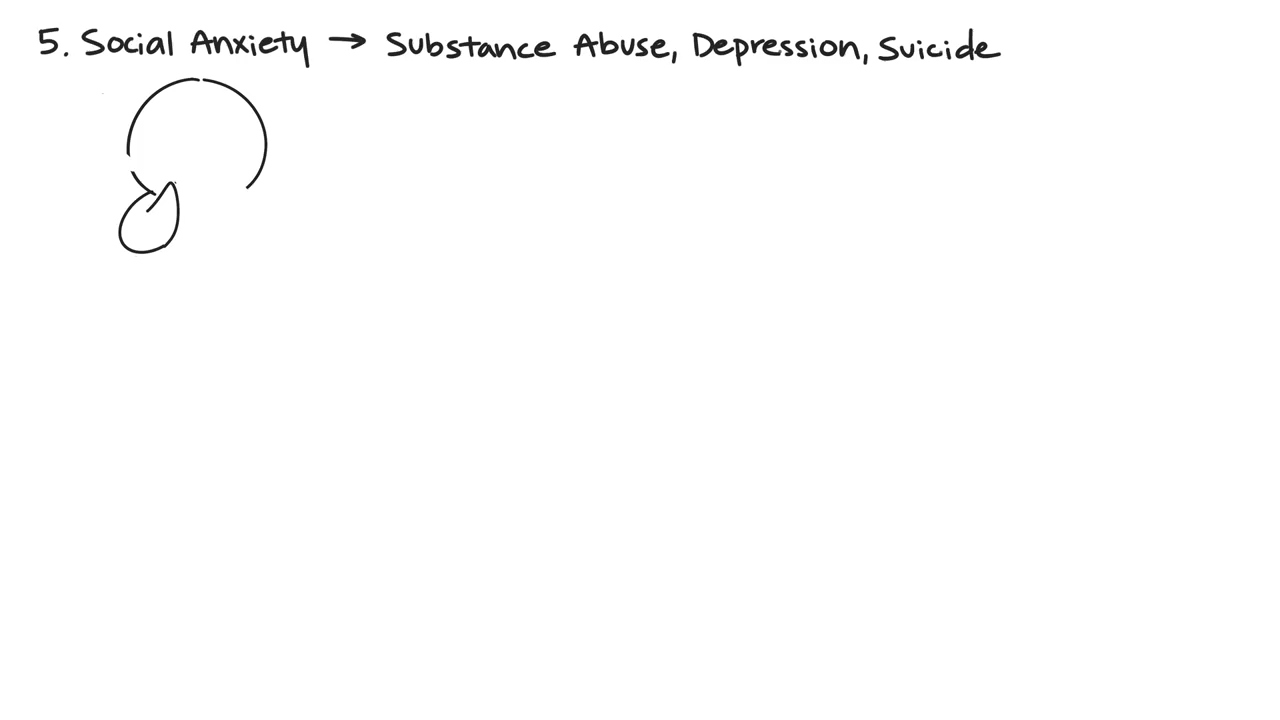 5. Social Anxiety → Substance Abuse, Depression, Suicide